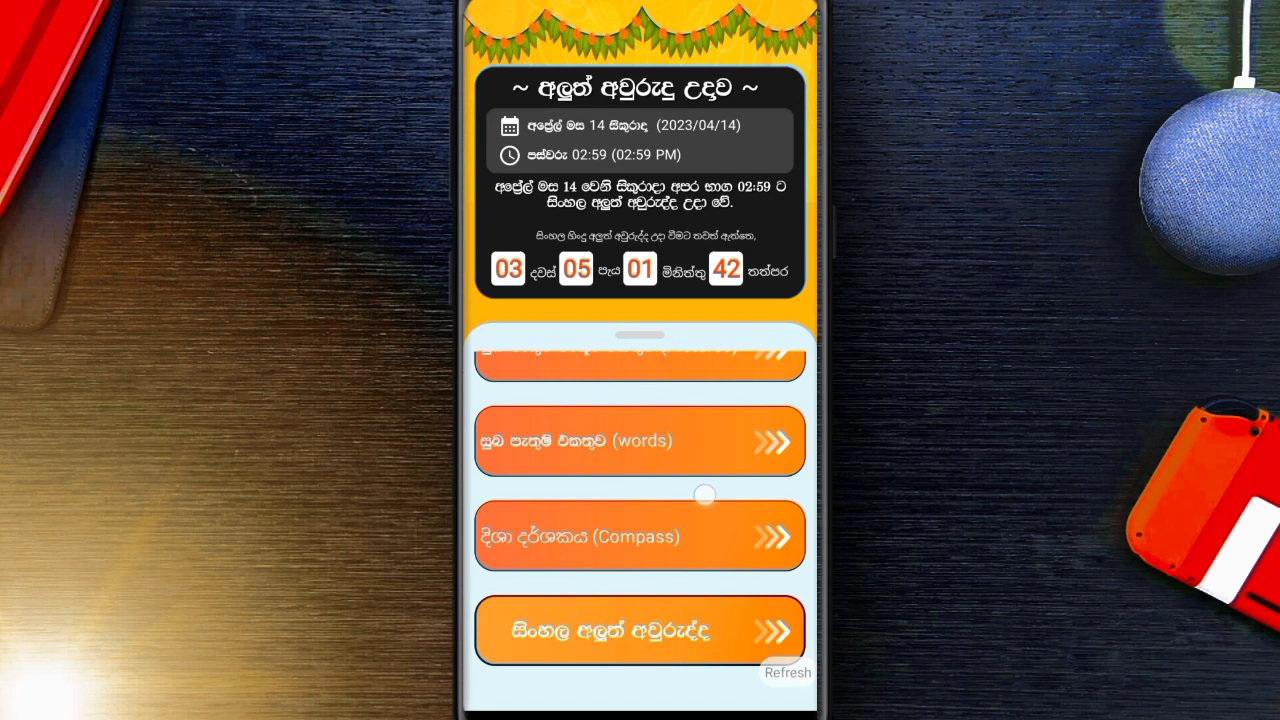 ~ අලුත් අවුරුදු උදාව ~
අප්‍රේල් මස 14 සිකුරාදා (2023/04/14)
පස්වරු 02:59 (02:59 PM)
අප්‍රේල් මස 14 වෙනි සිකුරාදා අපර භාග 02:59 ට
සිංහල අලුත් අවුරුද්ද උදා වේ.
සිංහල හිංදු අලුත් අවුරුද්ද උදා වීමට තවත් ඇත්තෙ,
03 දවස් 05 පැය 01 මිනිත්තු 42 තත්පර
සුබ පැතුම් එකතුව (words)
දිශා දර්ශකය (Compass)
සිංහල අලුත් අවුරුද්ද
Refresh